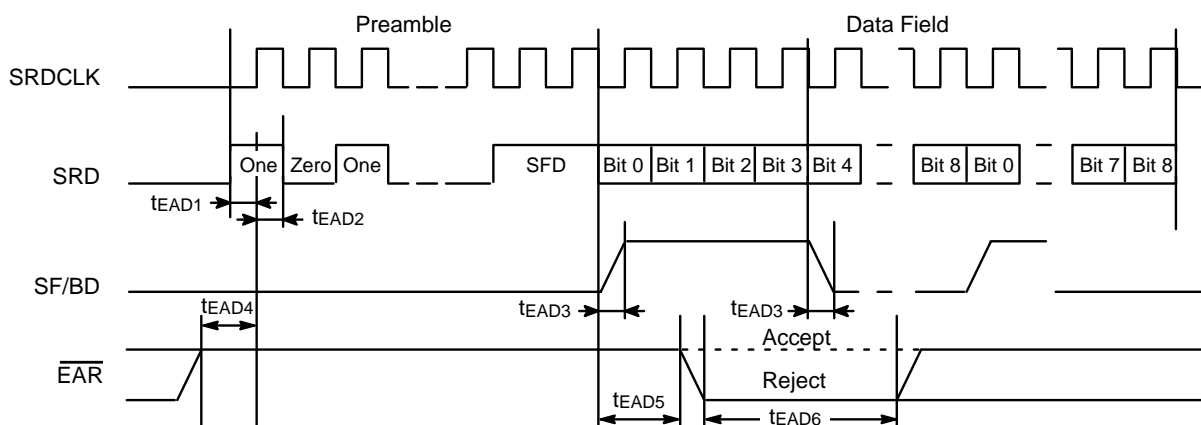 Preamble Data Field
SRDCLK
SRD One Zero One SFD Bit 0 Bit 1 Bit 2 Bit 3 Bit 4 Bit 8 Bit 0 Bit 7 Bit 8
tEAD1 tEAD2
SF/BD
tEAD4 tEAD3 tEAD3
Accept
EAR
Reject
tEAD5 tEAD6